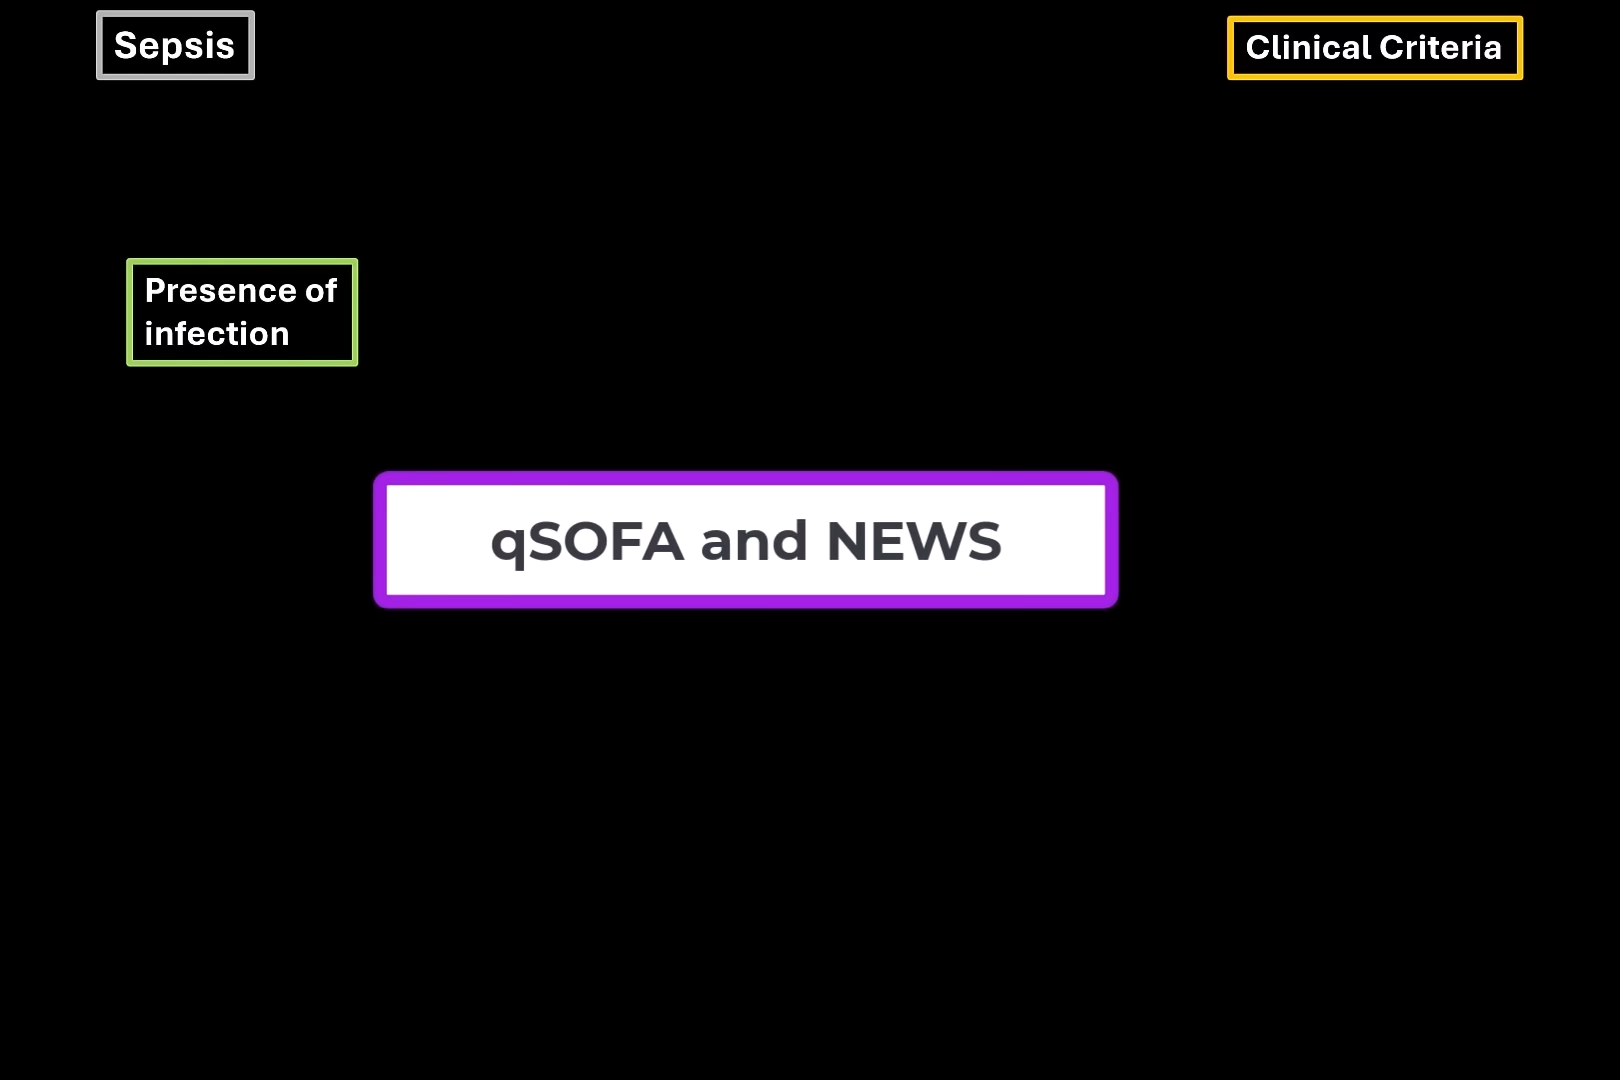 Sepsis
Clinical Criteria
Presence of
infection
qSOFA and NEWS